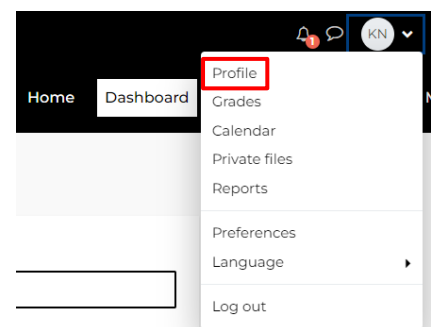 1
KN
Home Dashboard
Profile
Grades
Calendar
Private files
Reports
Preferences
Language
Log out